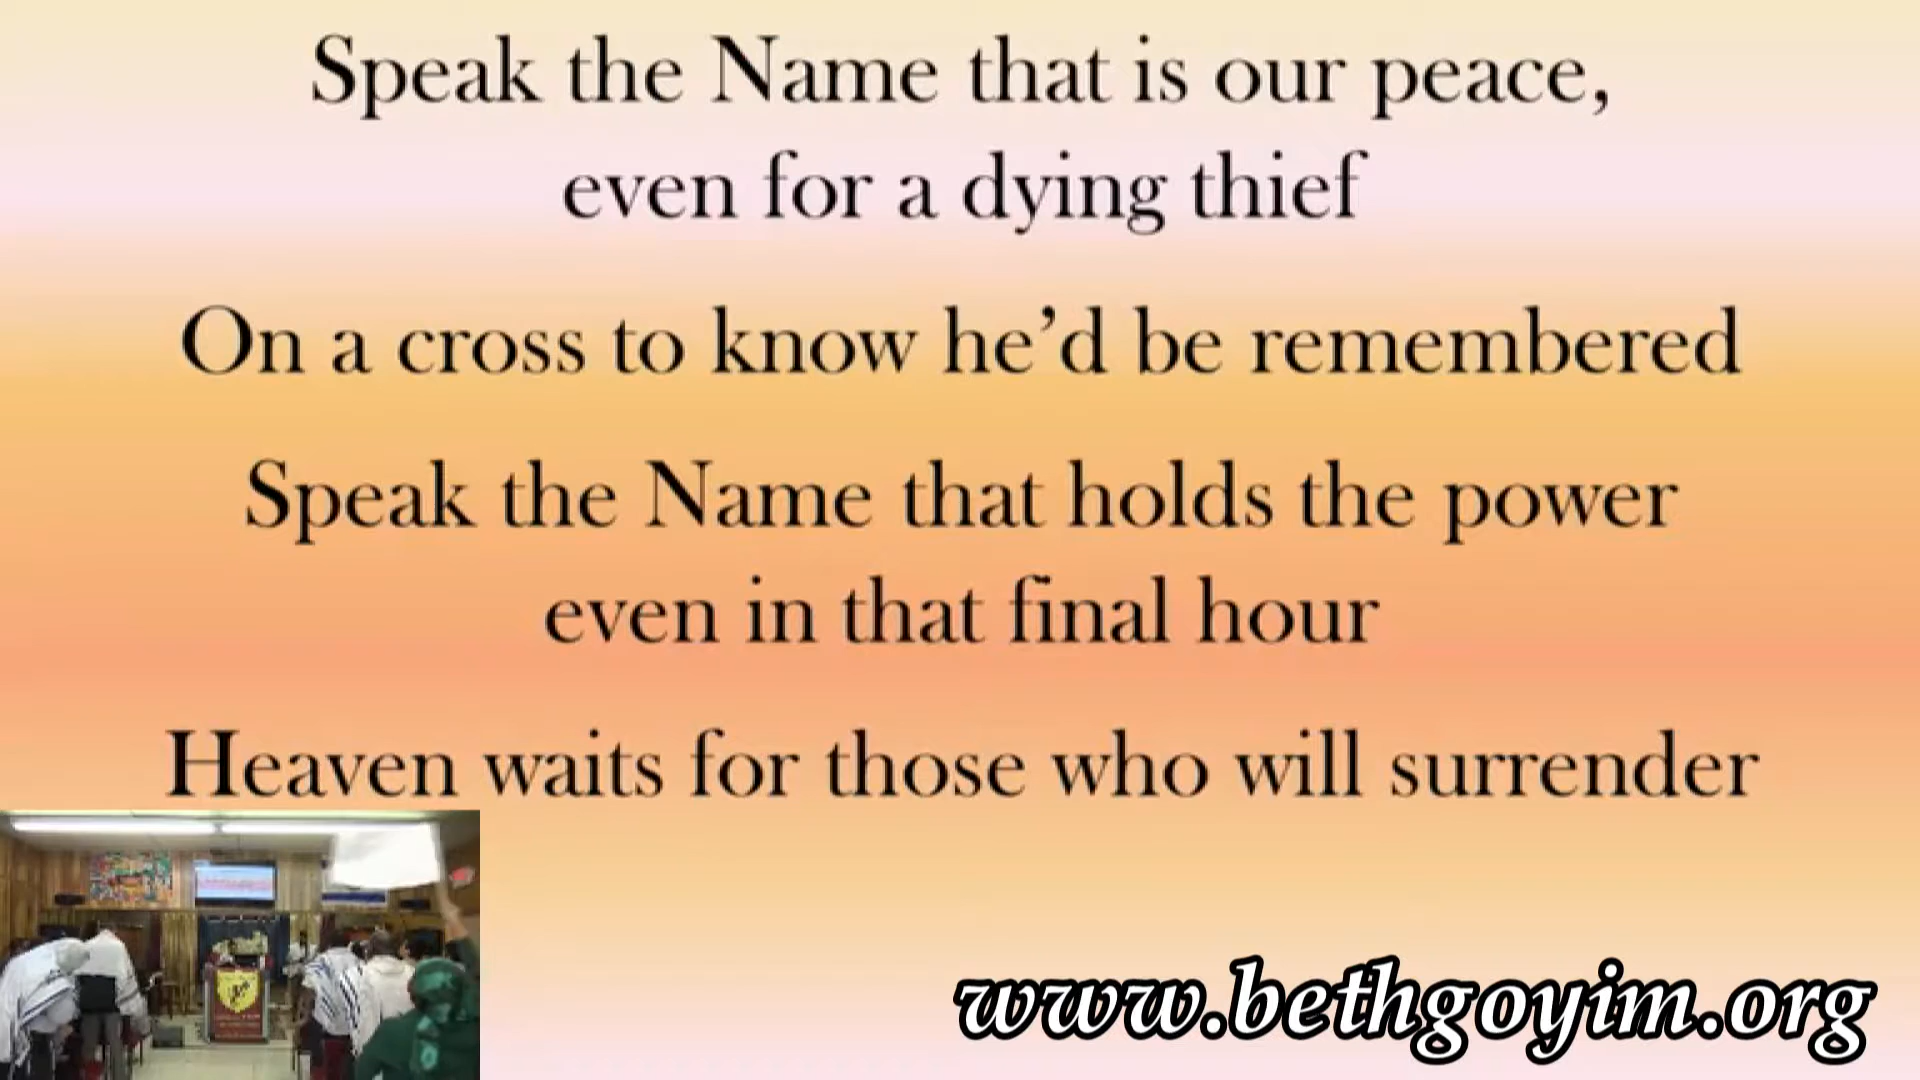 Speak the Name that is our peace,
even for a dying thief
On a cross to know he’d be remembered
Speak the Name that holds the power
even in that final hour
Heaven waits for those who will surrender
www.bethgoyim.org